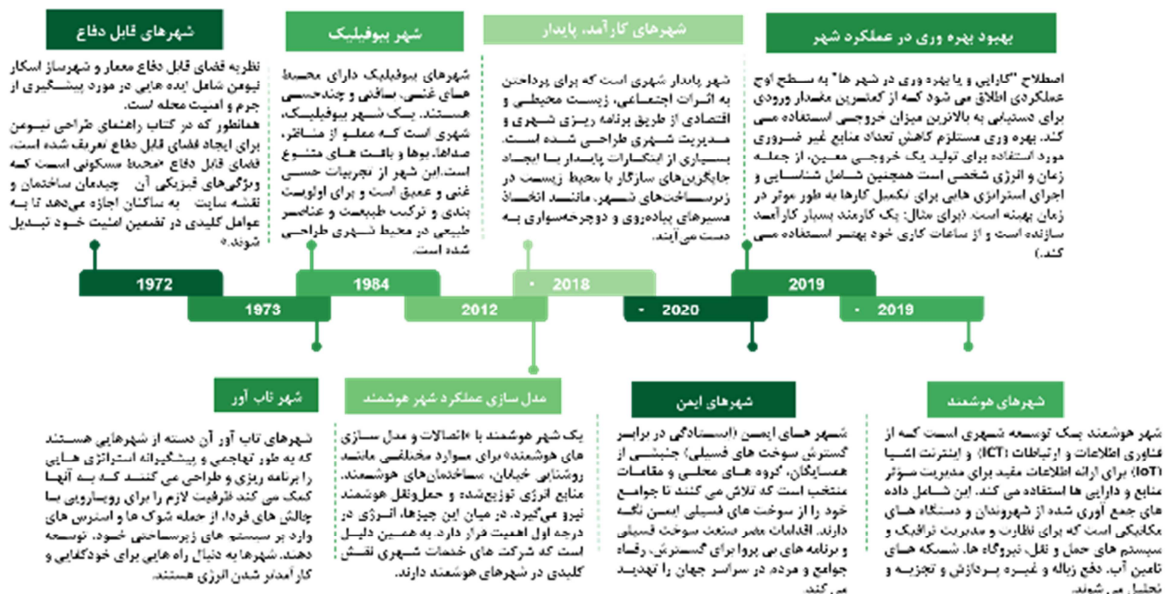 شهرهای قابل دفاع
نظریه فضای قابل دفاع معمار و شهرساز اسکار
نیومن شامل ایده هایی در مورد پیشگیری از
جرم و امنیت محله است.
همانطور که در کتاب راهنمای طراحی نیومن
برای ایجاد فضای قابل دفاع تعریف شده است،
فضای قابل دفاع «محیط مسکونی است که
ویژگی‌های فیزیکی آن - چیدمان ساختمان و
نقشه سایت - به ساکنان اجازه می‌دهد تا به
عوامل کلیدی در تضمین امنیت خود تبدیل
شوند.»
شهر بیوفیلیک
شهرهای بیوفیلیک دارای محیط
های غنی، ساختی و چندحسی
هستند. یک شهر بیوفیلیک،
شهری است که مملو از مناظر،
صداها، بوها و بافت های متنوع
است.این شهر از تجربیات حسی
غنی و عمیق است و برای اولویت
بندی و ترکیب طبیعت و عناصر
طبیعی در محیط شهری طراحی
شده است.
شهرهای کارآمد، پایدار
شهر پایدار شهری است که برای پرداختن
به اثرات اجتماعی، زیست محیطی و
اقتصادی از طریق برنامه ریزی شهری و
مدیریت شهری طراحی شده است.
بسیاری از ابتکارات پایدار با ایجاد
جایگزین‌های سازگار با محیط زیست در
زیرساخت‌های شهر، مانند اتخاذ
مسیرهای پیاده‌روی و دوچرخه‌سواری به
دست می‌آیند.
بهبود بهره وری در عملکرد شهر
اصطلاح "کارایی و یا بهره وری در شهر ها" به سطح اوج
عملکردی اطلاق می شود که از کمترین مقدار ورودی
برای دستیابی به بالاترین میزان خروجی استفاده می
کند. بهره وری مستلزم کاهش تعداد منابع غیر ضروری
مورد استفاده برای تولید یک خروجی معین، از جمله
زمان و انرژی شخصی است همچنین شامل شناسایی و
اجرای استراتژی هایی برای تکمیل کارها به طور موثر در
زمان بهینه است. (برای مثال: یک کارمند بسیار کارآمد
سازنده است و از ساعات کاری خود بهتر استفاده می
کند.)
1972
1973
1984
2012
- 2018
- 2020
2019
- 2019
شهر تاب آور
شهرهای تاب آور آن دسته از شهرهایی هستند
که به طور تهاجمی و پیشگیرانه استراتژی هایی
را برنامه ریزی و طراحی می کنند که به آنها
کمک می کند ظرفیت لازم را برای رویارویی با
چالش های فردا، از جمله شوک ها و استرس های
وارد بر سیستم های زیرساختی خود، توسعه
دهند. شهرها به دنبال راه هایی برای خودکفایی و
کارآمدتر شدن انرژی هستند.
مدل سازی عملکرد شهر هوشمند
یک شهر هوشمند با «اتصالات و مدل سازی
های هوشمند» برای موارد مختلفی مانند
روشنایی خیابان، ساختمان‌های هوشمند،
منابع انرژی توزیع‌شده و حمل‌ونقل هوشمند
نیرو می‌گیرد. در میان این چیزها، انرژی در
درجه اول اهمیت قرار دارد. به همین دلیل
است که شرکت های خدمات شهری نقش
کلیدی در شهرهای هوشمند دارند.
شهرهای ایمن
شهر های ایمن (ایستادگی در برابر
گسترش سوخت های فسیلی) جنبشی از
همسایگان، گروه های محلی و مقامات
منتخب است که تلاش می کنند تا جوامع
خود را از سوخت های فسیلی ایمن نگه
دارند. اقدامات مضر صنعت سوخت فسیلی
و برنامه های بی پروا برای گسترش، رفاه
جوامع و مردم در سراسر جهان را تهدید
می کند.
شهرهای هوشمند
شهر هوشمند یک توسعه شهری است که از
فناوری اطلاعات و ارتباطات (ICT) و اینترنت اشیا
(IoT) برای ارائه اطلاعات مفید برای مدیریت موثر
منابع و دارایی ها استفاده می کند. این شامل داده
های جمع آوری شده از شهروندان و دستگاه های
مکانیکی است که برای نظارت و مدیریت ترافیک و
سیستم های حمل و نقل، نیروگاه ها، شبکه های
تامین آب، دفع زباله و غیره پردازش و تجزیه و
تحلیل می شوند.